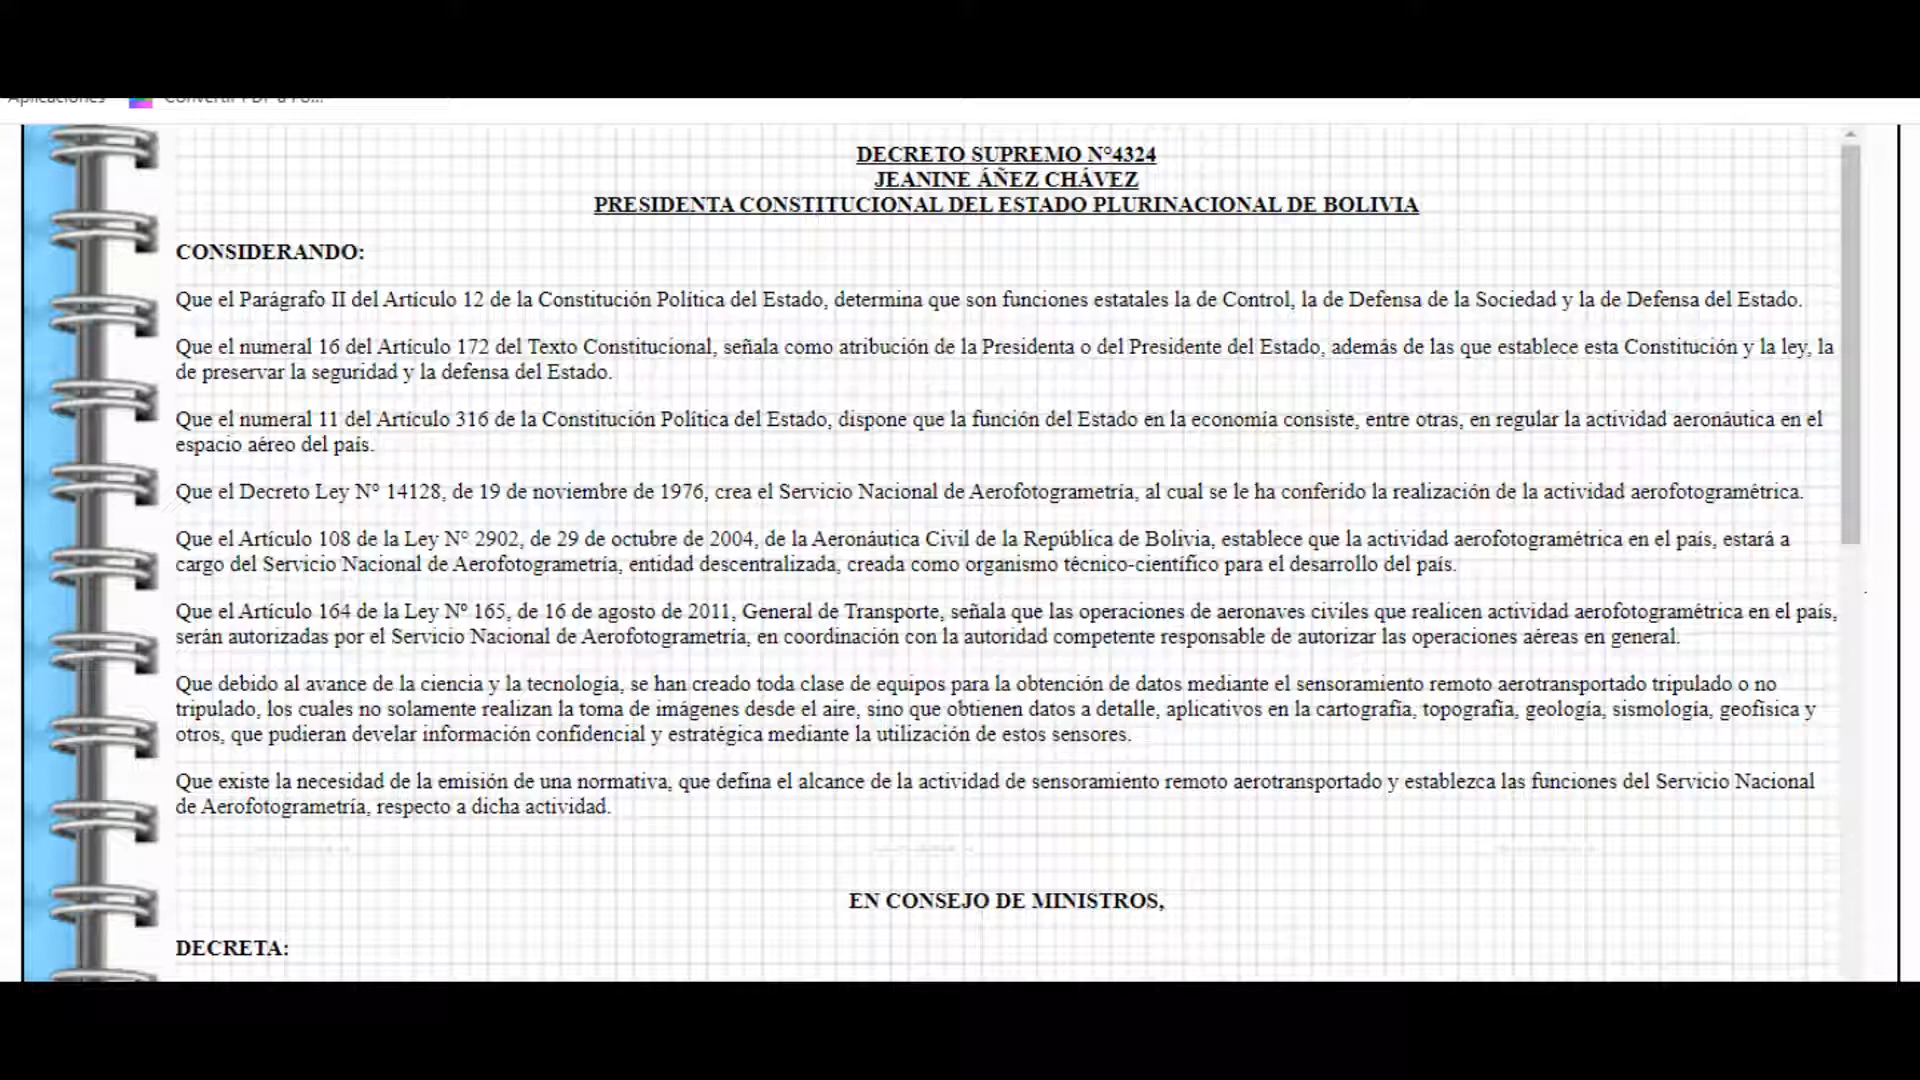 Aplicaciones Convertir PDF a Po...
DECRETO SUPREMO N°4324
JEANINE ÁÑEZ CHÁVEZ
PRESIDENTA CONSTITUCIONAL DEL ESTADO PLURINACIONAL DE BOLIVIA
CONSIDERANDO:
Que el Parágrafo II del Artículo 12 de la Constitución Política del Estado, determina que son funciones estatales la de Control, la de Defensa de la Sociedad y la de Defensa del Estado.
Que el numeral 16 del Artículo 172 del Texto Constitucional, señala como atribución de la Presidenta o del Presidente del Estado, además de las que establece esta Constitución y la ley, la
de preservar la seguridad y la defensa del Estado.
Que el numeral 11 del Artículo 316 de la Constitución Política del Estado, dispone que la función del Estado en la economía consiste, entre otras, en regular la actividad aeronáutica en el
espacio aéreo del país.
Que el Decreto Ley N° 14128, de 19 de noviembre de 1976, crea el Servicio Nacional de Aerofotogrametría, al cual se le ha conferido la realización de la actividad aerofotogramétrica.
Que el Artículo 108 de la Ley N° 2902, de 29 de octubre de 2004, de la Aeronáutica Civil de la República de Bolivia, establece que la actividad aerofotogramétrica en el país, estará a
cargo del Servicio Nacional de Aerofotogrametría, entidad descentralizada, creada como organismo técnico-científico para el desarrollo del país.
Que el Artículo 164 de la Ley Nº 165, de 16 de agosto de 2011, General de Transporte, señala que las operaciones de aeronaves civiles que realicen actividad aerofotogramétrica en el país,
serán autorizadas por el Servicio Nacional de Aerofotogrametría, en coordinación con la autoridad competente responsable de autorizar las operaciones aéreas en general.
Que debido al avance de la ciencia y la tecnología, se han creado toda clase de equipos para la obtención de datos mediante el sensoramiento remoto aerotransportado tripulado o no
tripulado, los cuales no solamente realizan la toma de imágenes desde el aire, sino que obtienen datos a detalle, aplicativos en la cartografía, topografía, geología, sismología, geofísica y
otros, que pudieran develar información confidencial y estratégica mediante la utilización de estos sensores.
Que existe la necesidad de la emisión de una normativa, que defina el alcance de la actividad de sensoramiento remoto aerotransportado y establezca las funciones del Servicio Nacional
de Aerofotogrametría, respecto a dicha actividad.
EN CONSEJO DE MINISTROS,
DECRETA: